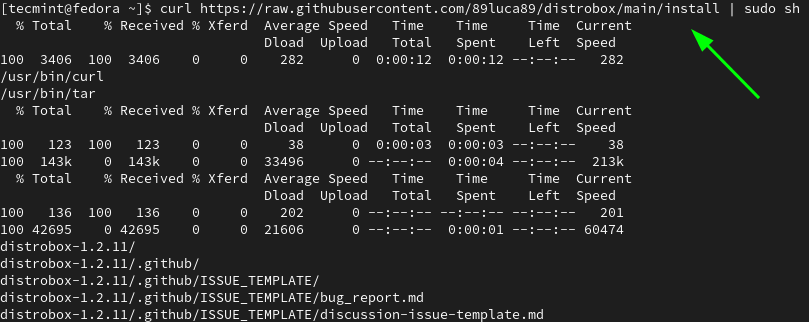 [tecmint@fedora ~]$ curl https://raw.githubusercontent.com/89luca89/distrobox/main/install | sudo sh
  % Total    % Received % Xferd  Average Speed   Time    Time     Time  Current
                                 Dload  Upload   Total   Spent    Left  Speed
100  3406  100  3406    0     0    282      0  0:00:12  0:00:12 --:--:--   282
/usr/bin/curl
/usr/bin/tar
  % Total    % Received % Xferd  Average Speed   Time    Time     Time  Current
                                 Dload  Upload   Total   Spent    Left  Speed
100   123  100   123    0     0     38      0  0:00:03  0:00:03 --:--:--    38
100  143k    0  143k    0     0  33496      0 --:--:--  0:00:04 --:--:--  213k
  % Total    % Received % Xferd  Average Speed   Time    Time     Time  Current
                                 Dload  Upload   Total   Spent    Left  Speed
100   136  100   136    0     0    202      0 --:--:-- --:--:-- --:--:--   201
100 42695    0 42695    0     0  21606      0 --:--:--  0:00:01 --:--:-- 60474
distrobox-1.2.11/
distrobox-1.2.11/.github/
distrobox-1.2.11/.github/ISSUE_TEMPLATE/
distrobox-1.2.11/.github/ISSUE_TEMPLATE/bug_report.md
distrobox-1.2.11/.github/ISSUE_TEMPLATE/discussion-issue-template.md